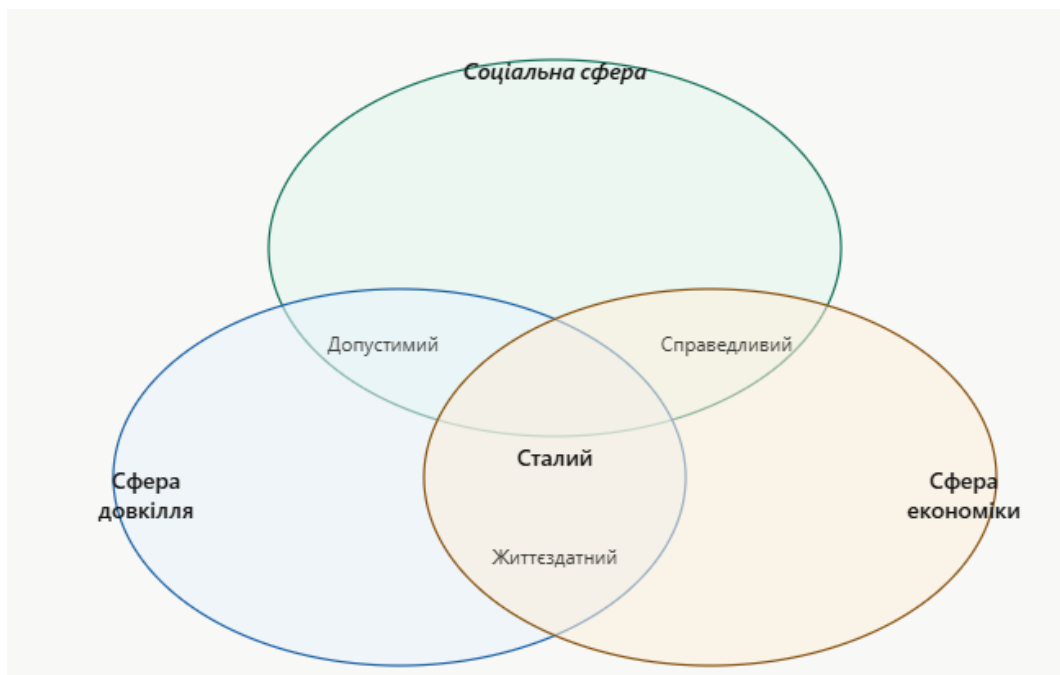 Соціальна сфера
Допустимий
Справедливий
Сталий
Сфера
довкілля
Сфера
економіки
Життєздатний